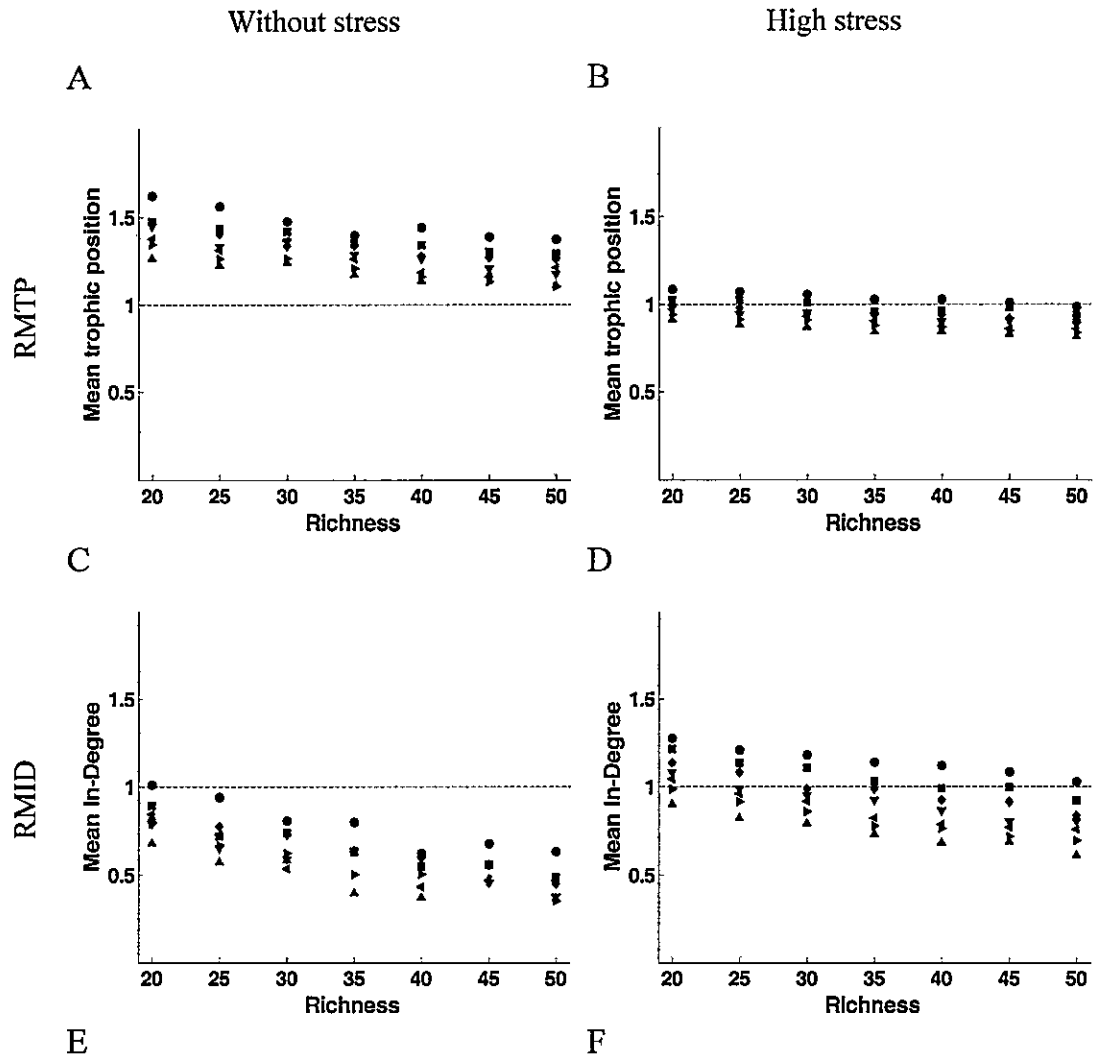 Without stress
High stress
A
B
RMTP
Mean trophic position
1.5
1
0.5
20 25 30 35 40 45 50
Richness
Mean trophic position
1.5
1
0.5
20 25 30 35 40 45 50
Richness
C
D
RMID
Mean In-Degree
1.5
1
0.5
20 25 30 35 40 45 50
Richness
Mean In-Degree
1.5
1
0.5
20 25 30 35 40 45 50
Richness
E
F